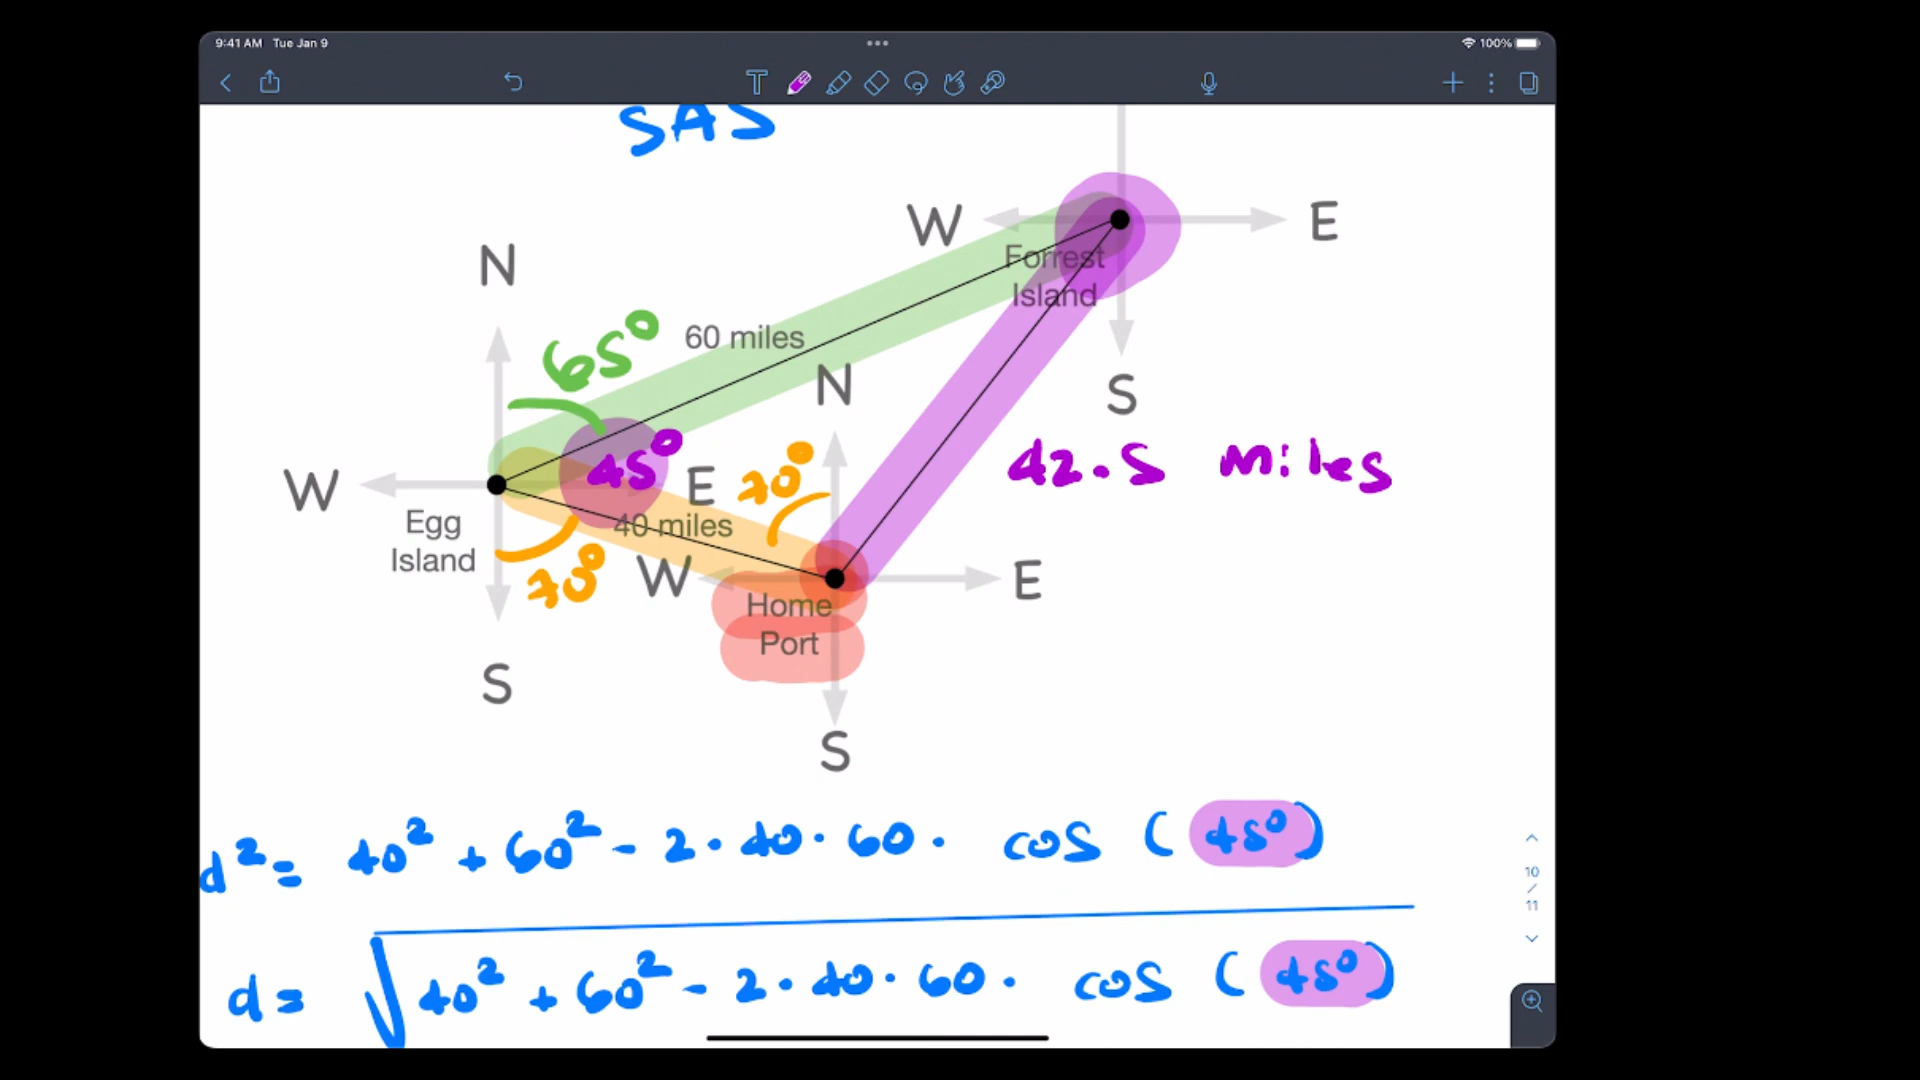 9:41 AM Tue Jan 9
100%
SAS
N
W
E
Forrest
Island
65°
60 miles
N
S
45°
42.5 miles
W
E
70°
Egg
Island
40 miles
70°
W
E
Home
Port
S
S
d² = 40² + 60² - 2 · 40 · 60 · cos (45°)
10
/
11
d = √40² + 60² - 2 · 40 · 60 · cos (45°)